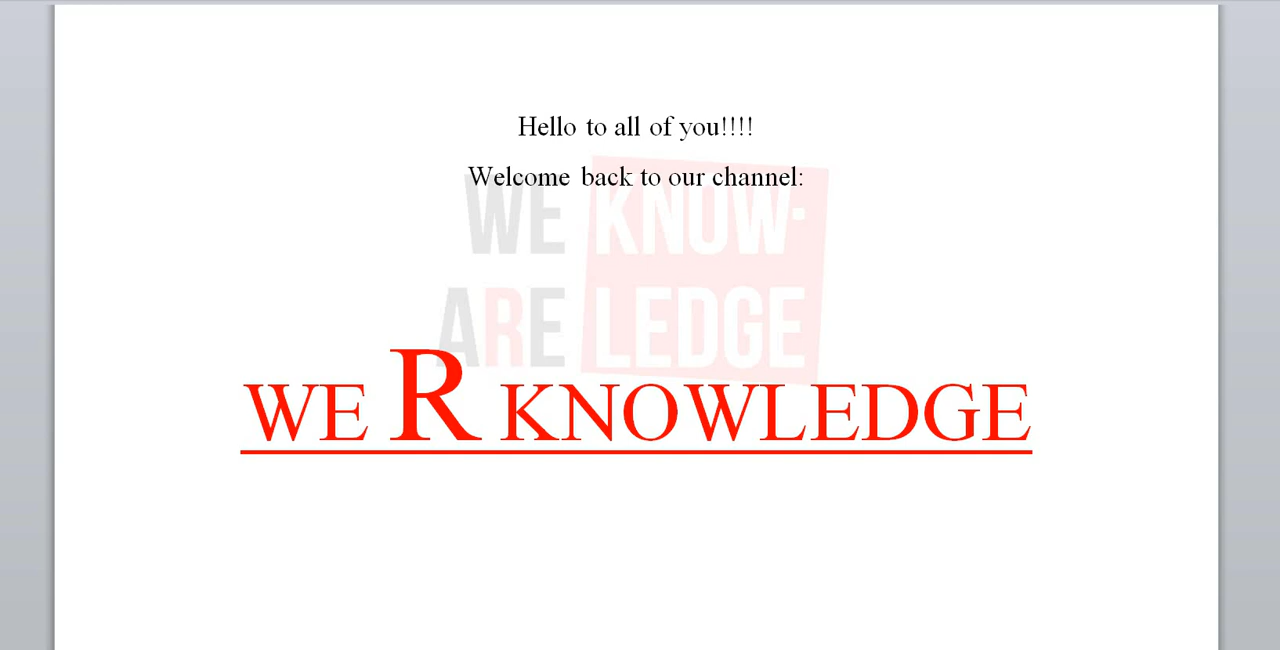 Hello to all of you!!!!
Welcome back to our channel:
WE KNOW-
ARE LEDGE
WE R KNOWLEDGE